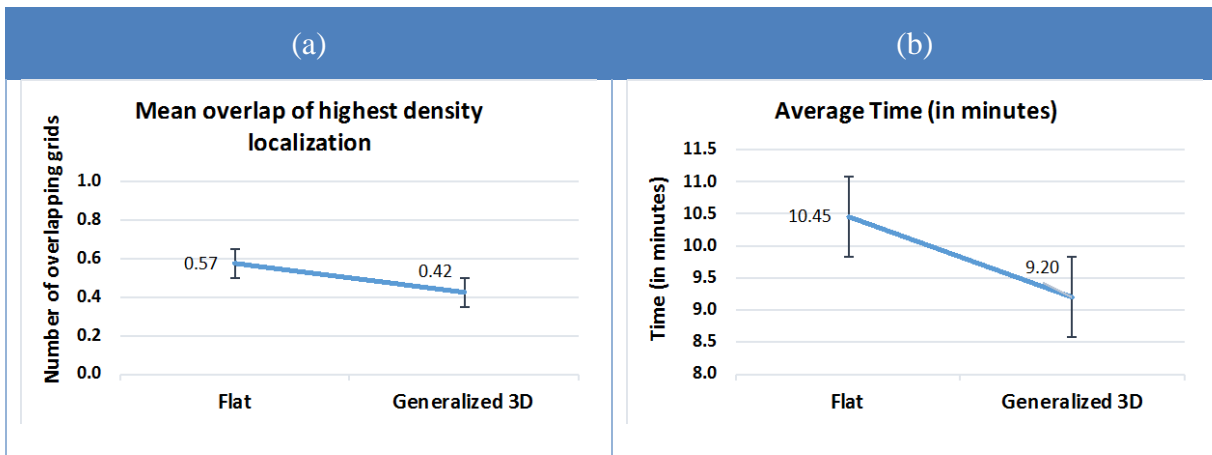 (a)
Mean overlap of highest density
localization
Number of overlapping grids
1.0
0.8
0.6
0.4
0.2
0.0
0.57
0.42
Flat
Generalized 3D
(b)
Average Time (in minutes)
Time (in minutes)
11.5
11.0
10.5
10.0
9.5
9.0
8.5
8.0
10.45
9.20
Flat
Generalized 3D